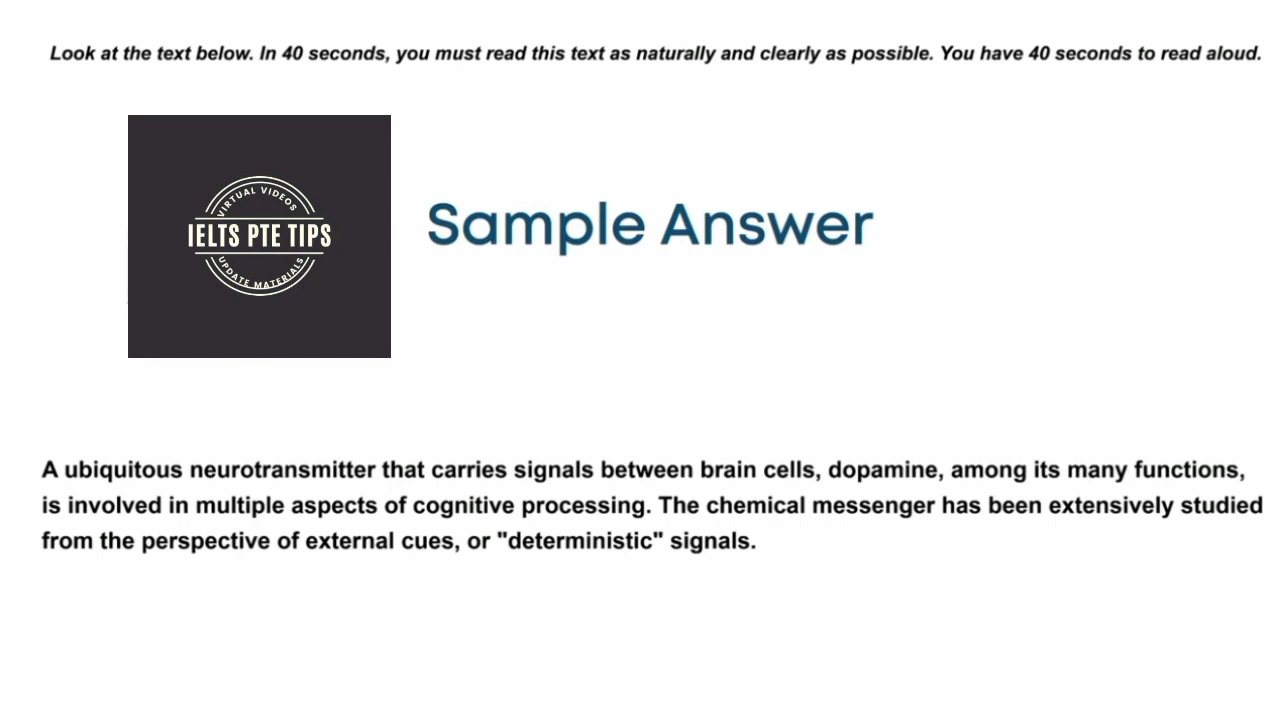 Look at the text below. In 40 seconds, you must read this text as naturally and clearly as possible. You have 40 seconds to read aloud.
VIRTUAL VIDEOS
IELTS PTE TIPS
UPDATE MATERIALS
Sample Answer
A ubiquitous neurotransmitter that carries signals between brain cells, dopamine, among its many functions,
is involved in multiple aspects of cognitive processing. The chemical messenger has been extensively studied
from the perspective of external cues, or "deterministic" signals.